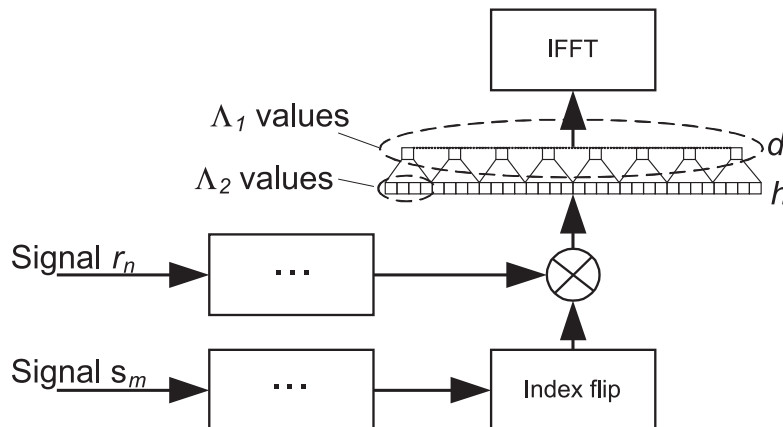 IFFT
Λ1 values
d
Λ2 values
h
Signal rn
...
Signal sm
...
Index flip